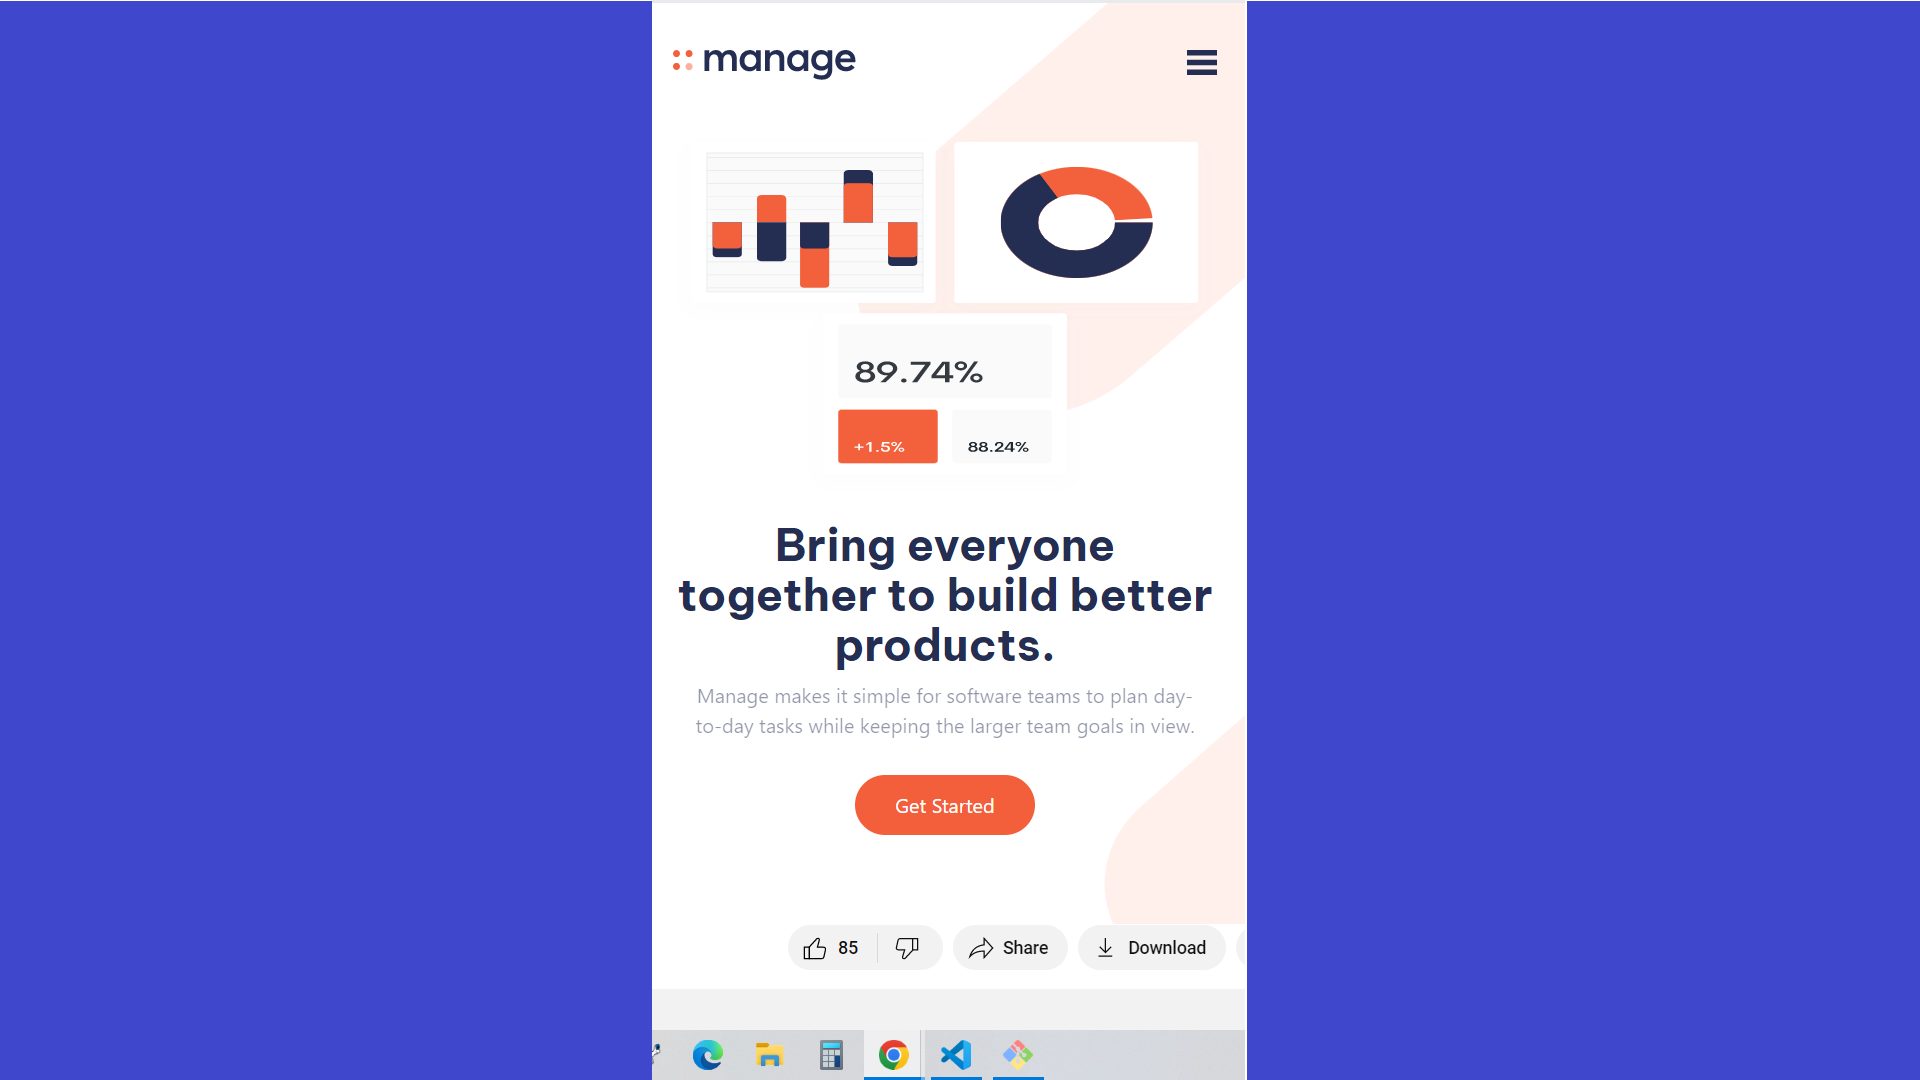 manage
89.74%
+1.5%
88.24%
Bring everyone
together to build better
products.
Manage makes it simple for software teams to plan day-
to-day tasks while keeping the larger team goals in view.
Get Started
85
Share
Download